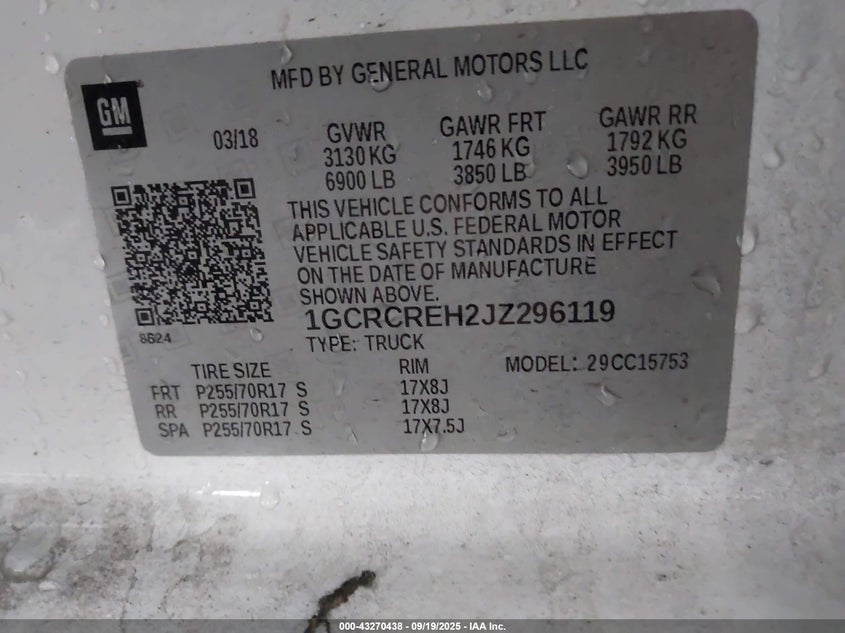 MFD BY GENERAL MOTORS LLC
GM
03/18
GVWR GAWR FRT GAWR RR
3130 KG 1746 KG 1792 KG
6900 LB 3850 LB 3950 LB
THIS VEHICLE CONFORMS TO ALL
APPLICABLE U.S. FEDERAL MOTOR
VEHICLE SAFETY STANDARDS IN EFFECT
ON THE DATE OF MANUFACTURE
SHOWN ABOVE.
1GCRCREH2JZ296119
8624
TYPE: TRUCK
TIRE SIZE RIM MODEL: 29CC15753
FRT P255/70R17 S 17X8J
RR P255/70R17 S 17X8J
SPA P255/70R17 S 17X7.5J
000-43270438 - 09/19/2025 - IAA Inc.